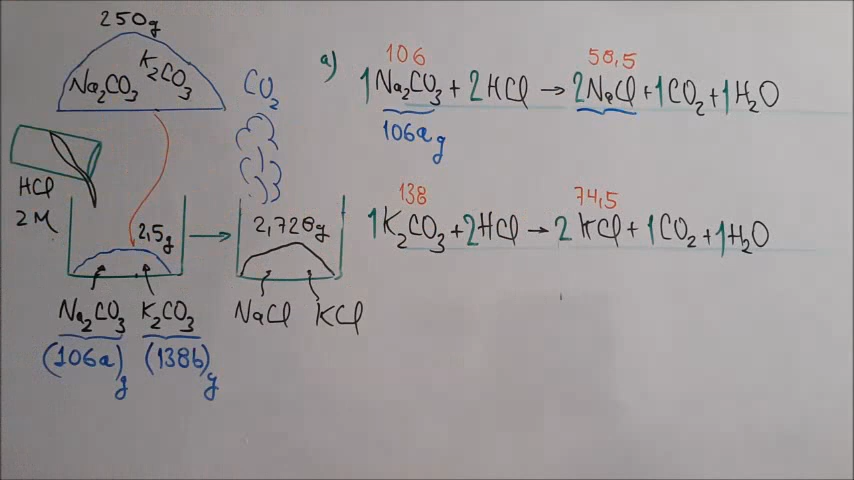 250g
Na₂CO₃ K₂CO₃
CO₂
HCl
2M
2,5g
2,728g
Na₂CO₃ K₂CO₃
(106a)g (138b)g
NaCl KCl
a) 106 58,5
1Na₂CO₃ + 2HCl → 2NaCl + 1CO₂ + 1H₂O
106a g
138 74,5
1K₂CO₃ + 2HCl → 2KCl + 1CO₂ + 1H₂O